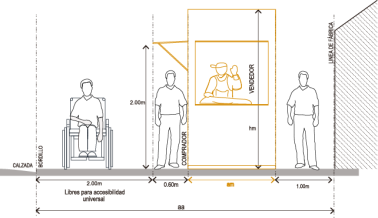 LINEA DE FÁBRICA
VENDEDOR
2.00m
hm
COMPRADOR
BORDILLO
CALZADA
2.00m
0.60m
am
1.00m
Libres para accesibilidad
universal
aa